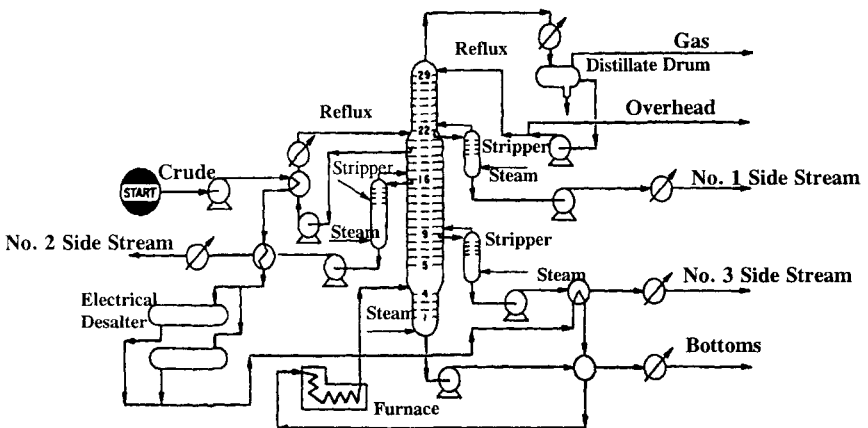 Gas
Reflux
Distillate Drum
29
Overhead
Reflux
22
Stripper
Crude
Stripper
Steam
START
16
No. 1 Side Stream
Steam
9
Stripper
No. 2 Side Stream
5
Steam
No. 3 Side Stream
Electrical
Desalter
4
Steam
1
Bottoms
Furnace